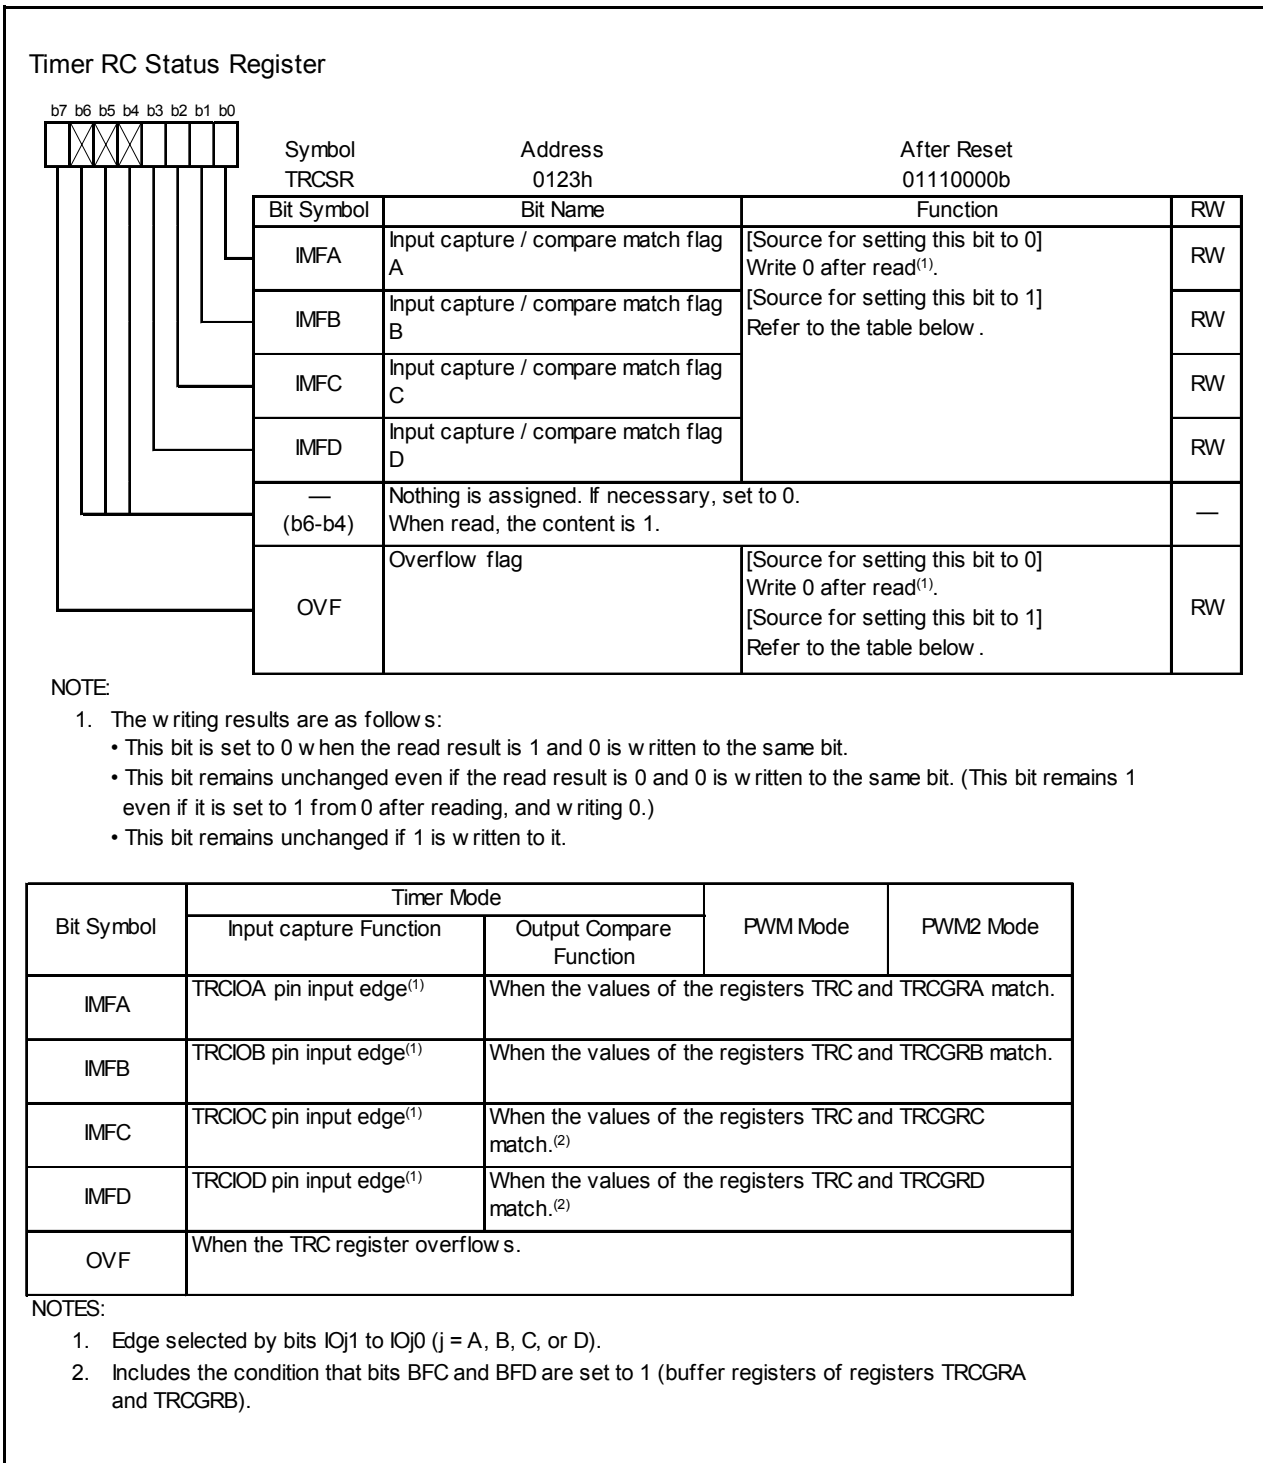 Timer RC Status Register
b7 b6 b5 b4 b3 b2 b1 b0
Symbol Address After Reset
TRCSR 0123h 01110000b
Bit Symbol Bit Name Function RW
IMFA Input capture / compare match flag A [Source for setting this bit to 0] RW
Write 0 after read(1).
IMFB Input capture / compare match flag B [Source for setting this bit to 1] RW
Refer to the table below.
IMFC Input capture / compare match flag C RW
IMFD Input capture / compare match flag D RW
— Nothing is assigned. If necessary, set to 0. —
(b6-b4) When read, the content is 1.
OVF Overflow flag [Source for setting this bit to 0] RW
Write 0 after read(1).
[Source for setting this bit to 1]
Refer to the table below.
NOTE:
1. The writing results are as follows:
• This bit is set to 0 when the read result is 1 and 0 is written to the same bit.
• This bit remains unchanged even if the read result is 0 and 0 is written to the same bit. (This bit remains 1
even if it is set to 1 from 0 after reading, and writing 0.)
• This bit remains unchanged if 1 is written to it.
Bit Symbol Timer Mode PWM Mode PWM2 Mode
Input capture Function Output Compare
Function
IMFA TRCIOA pin input edge(1) When the values of the registers TRC and TRCGRA match.
IMFB TRCIOB pin input edge(1) When the values of the registers TRC and TRCGRB match.
IMFC TRCIOC pin input edge(1) When the values of the registers TRC and TRCGRC
match.(2)
IMFD TRCIOD pin input edge(1) When the values of the registers TRC and TRCGRD
match.(2)
OVF When the TRC register overflows.
NOTES:
1. Edge selected by bits IOj1 to IOj0 (j = A, B, C, or D).
2. Includes the condition that bits BFC and BFD are set to 1 (buffer registers of registers TRCGRA
and TRCGRB).